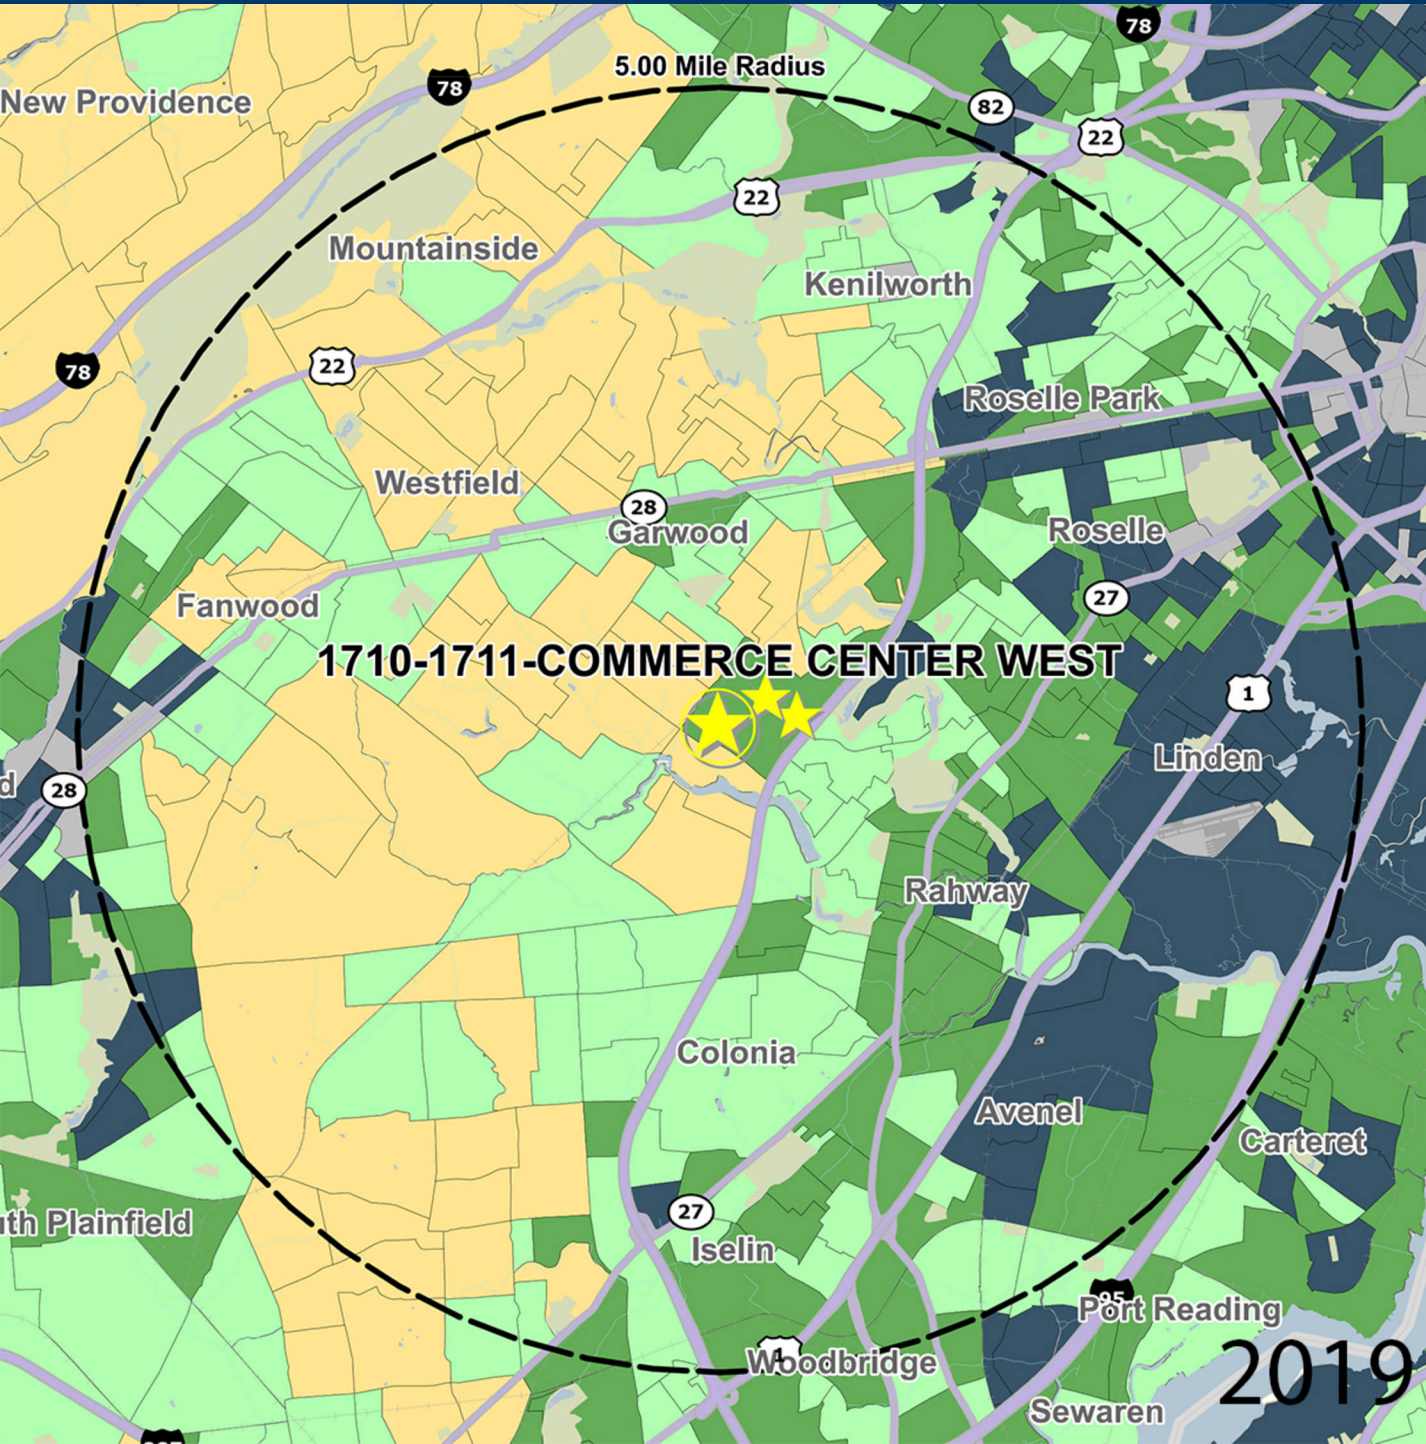 78
5.00 Mile Radius
78
New Providence
82
22
22
Mountainside
Kenilworth
22
78
Roselle Park
Westfield
28
Garwood
Roselle
27
Fanwood
1710-1711-COMMERCE CENTER WEST
1
Linden
d
28
Rahway
Colonia
Avenel
Carteret
27
uth Plainfield
Iselin
95
Port Reading
1
Woodbridge
2019
Sewaren